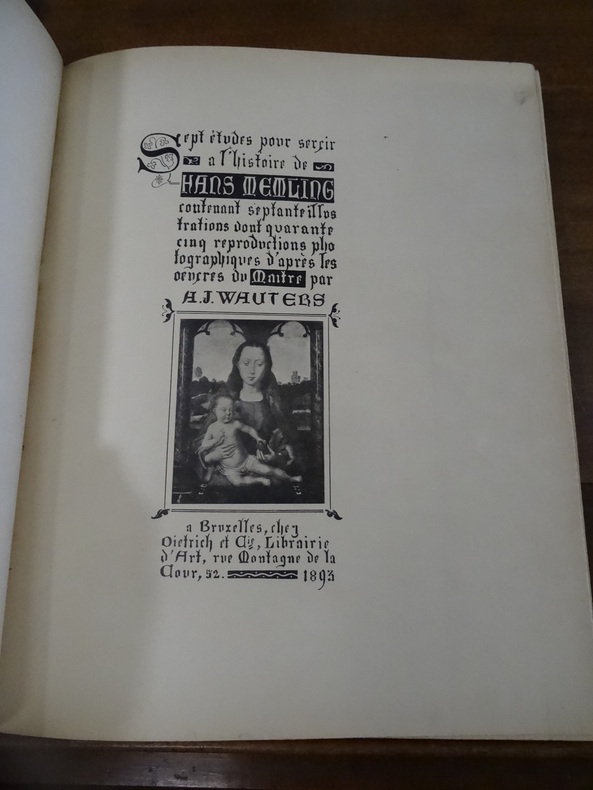 Sept études pour servir
a l'histoire de
HANS MEMLING
contenant septante illus
trations dont quarante
cinq reproductions pho
tographiques d'après les
oeuvres du Maitre par
A.J. WAUTERS
a Bruxelles, chez
Dietrich et Cie, Librairie
d'Art, rue Montagne de la
Cour, 52. 1893